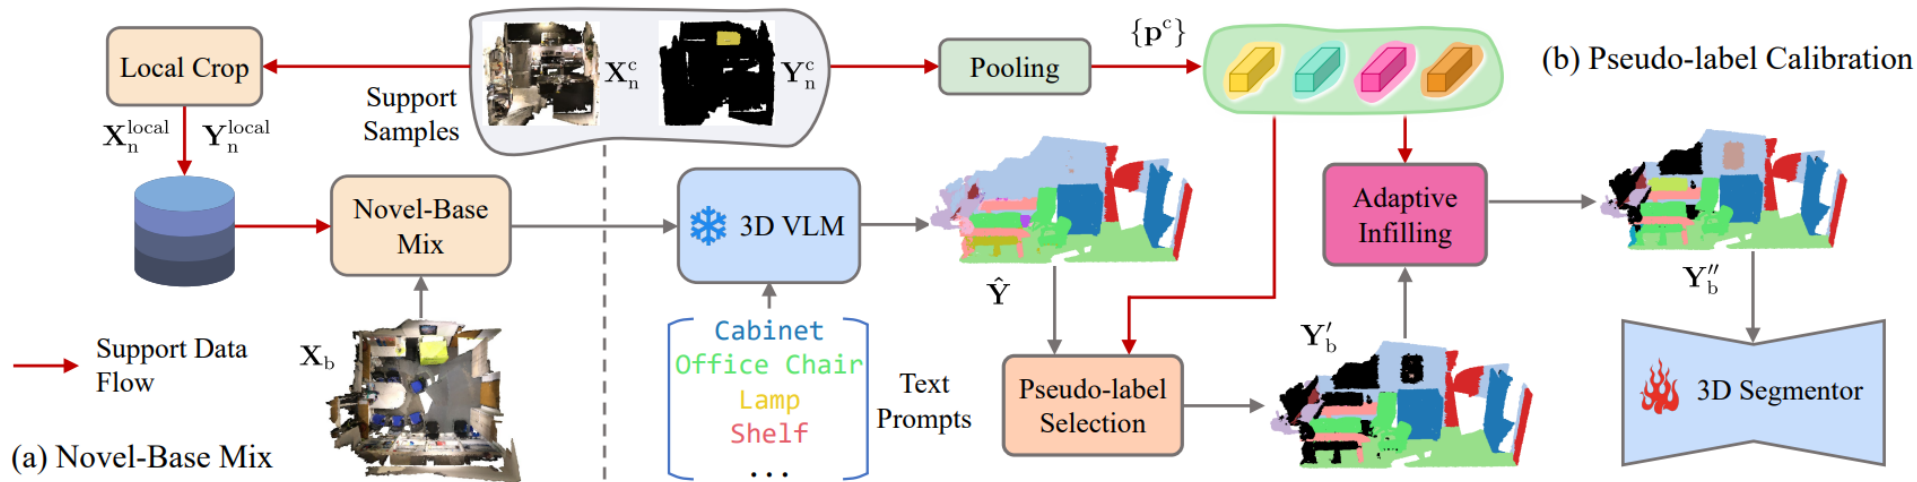 Local Crop
X_n^local Y_n^local
Support
Samples
X_n^c
Y_n^c
Pooling
{p^c}
(b) Pseudo-label Calibration
Novel-Base
Mix
3D VLM
Adaptive
Infilling
Ŷ
Y''_b
X_b
Support Data
Flow
Cabinet
Office Chair
Lamp
Shelf
...
Text
Prompts
Pseudo-label
Selection
Y'_b
3D Segmentor
(a) Novel-Base Mix